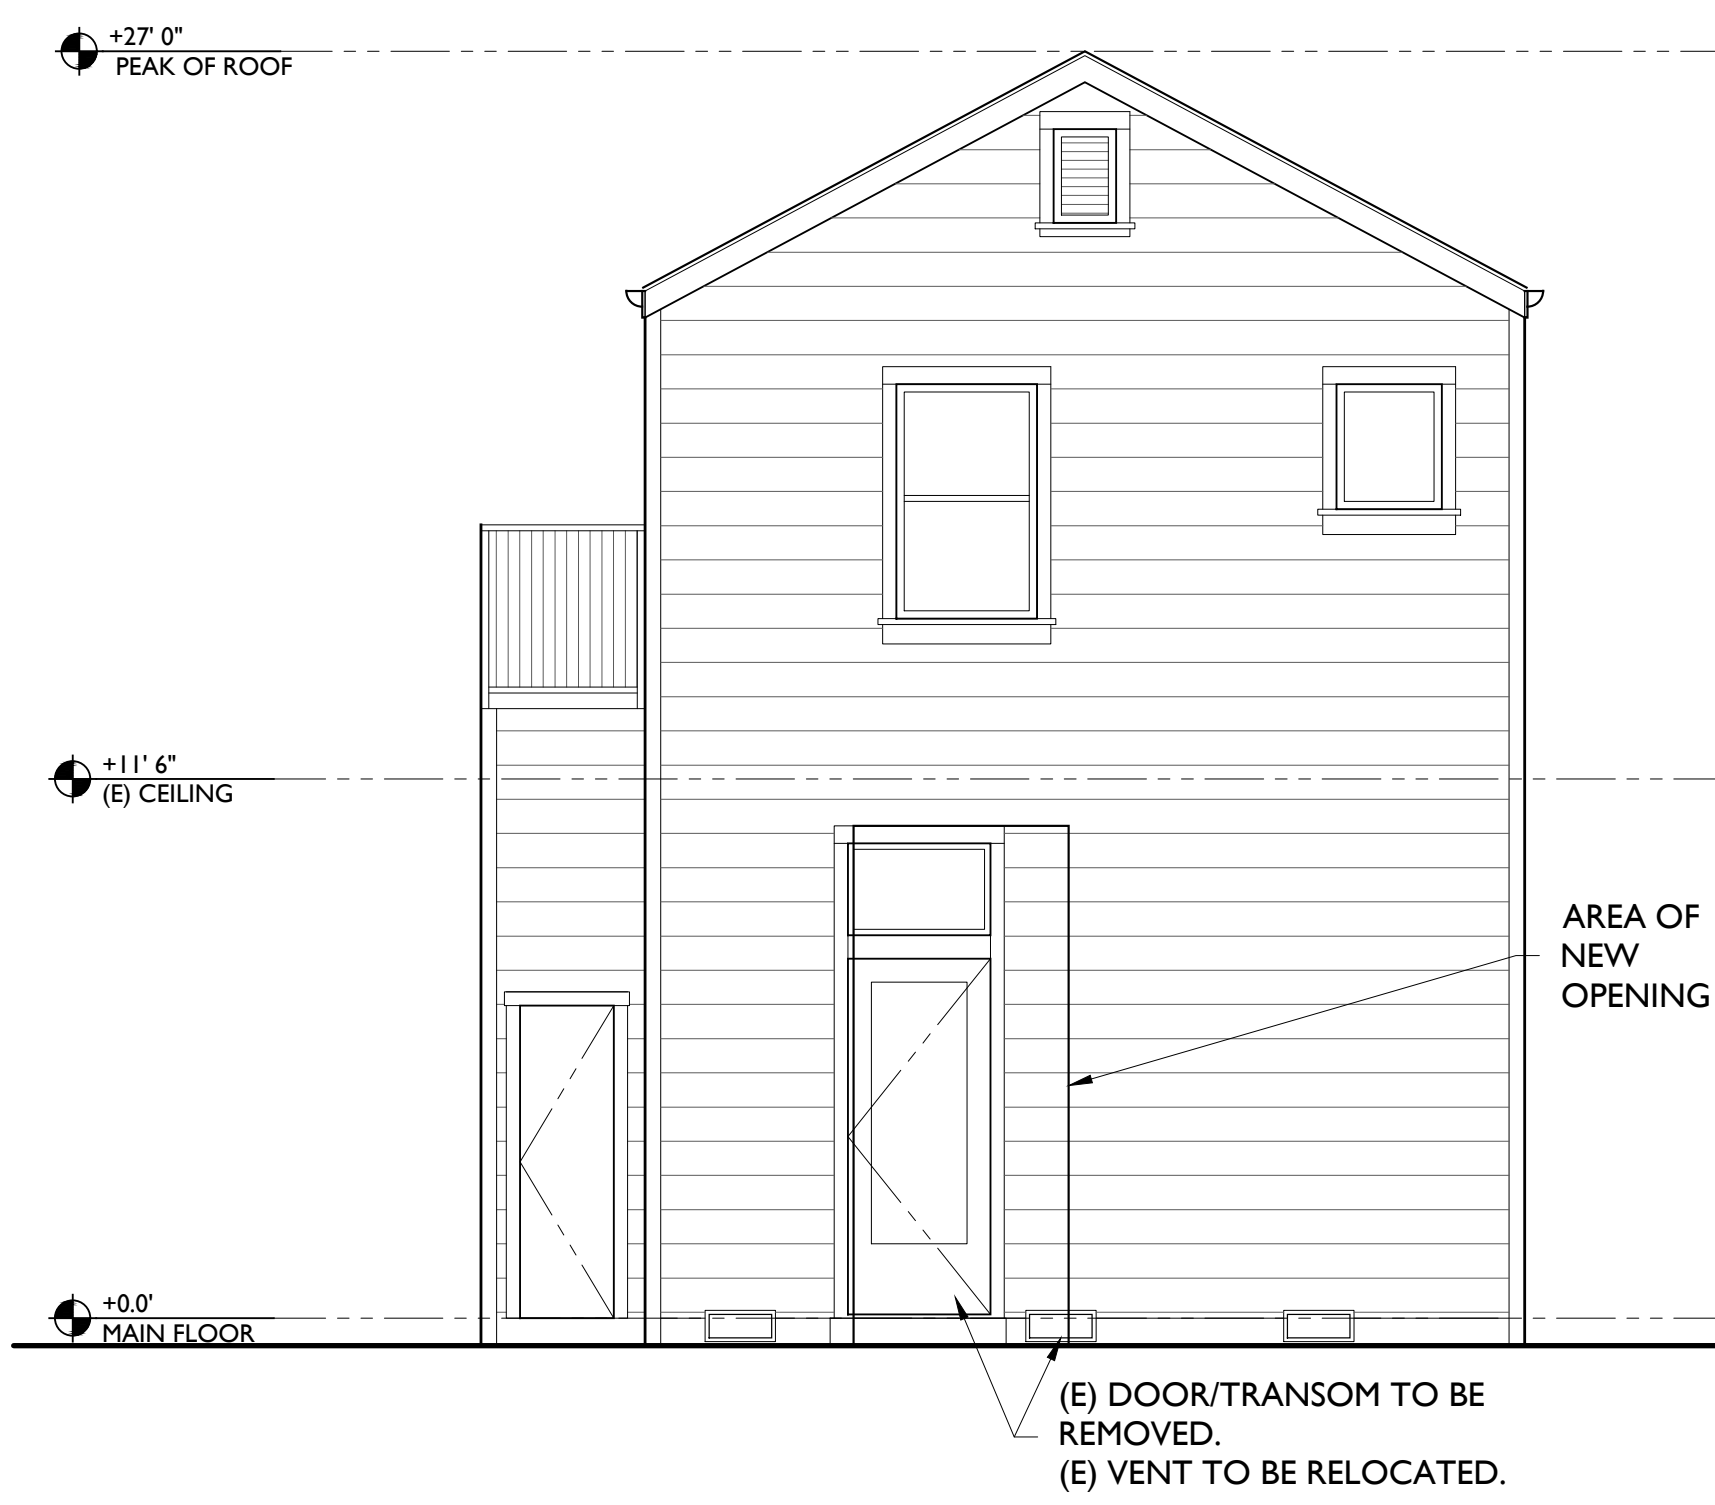 +27' 0"
PEAK OF ROOF
+11' 6"
(E) CEILING
AREA OF
NEW
OPENING
+0.0'
MAIN FLOOR
(E) DOOR/TRANSOM TO BE
REMOVED.
(E) VENT TO BE RELOCATED.